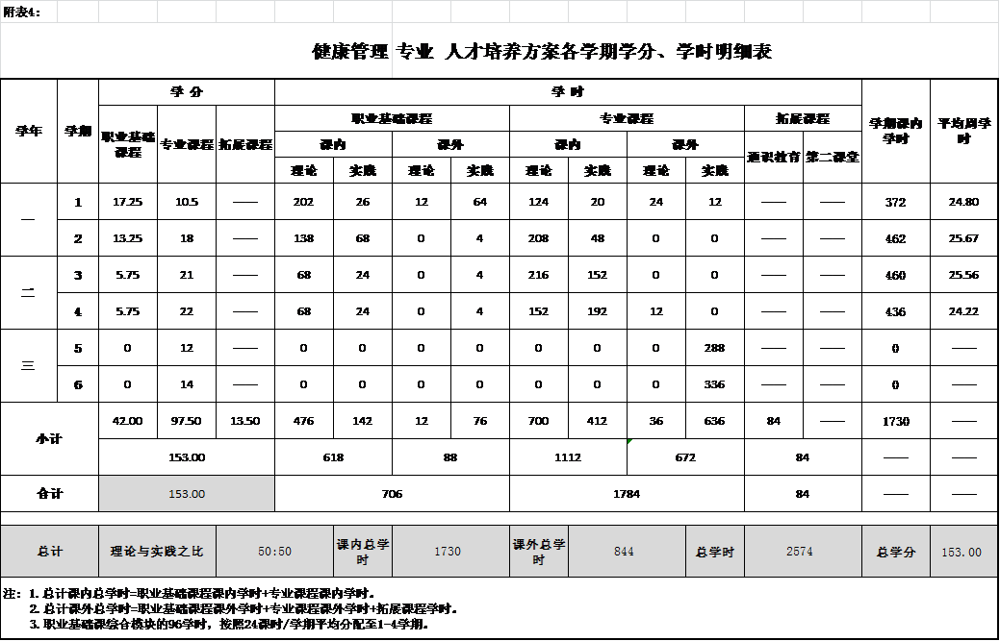 附表4：
健康管理 专业 人才培养方案各学期学分、学时明细表
学年 学期 学 分 学 时 学期课内学时 平均周学时
职业基础课程 专业课程 拓展课程 职业基础课程 专业课程 拓展课程
课内 课外 课内 课外 通识教育 第二课堂
理论 实践 理论 实践 理论 实践 理论 实践
一 1 17.25 10.5 —— 202 26 12 64 124 20 24 12 —— —— 372 24.80
2 13.25 18 —— 138 68 0 4 208 48 0 0 —— —— 462 25.67
二 3 5.75 21 —— 68 24 0 4 216 152 0 0 —— —— 460 25.56
4 5.75 22 —— 68 24 0 4 152 192 12 0 —— —— 436 24.22
三 5 0 12 —— 0 0 0 0 0 0 0 288 —— —— 0 ——
6 0 14 —— 0 0 0 0 0 0 0 336 —— —— 0 ——
小计 42.00 97.50 13.50 476 142 12 76 700 412 36 636 84 —— 1730 ——
153.00 618 88 1112 672 84 —— ——
合计 153.00 706 1784 84 —— ——
总计 理论与实践之比 50:50 课内总学时 1730 课外总学时 844 总学时 2574 总学分 153.00
注：1.总计课内总学时=职业基础课程课内学时+专业课程课内学时。
2.总计课外总学时=职业基础课程课外学时+专业课程课外学时+拓展课程学时。
3.职业基础课综合模块的96学时，按照24课时/学期平均分配至1-4学期。